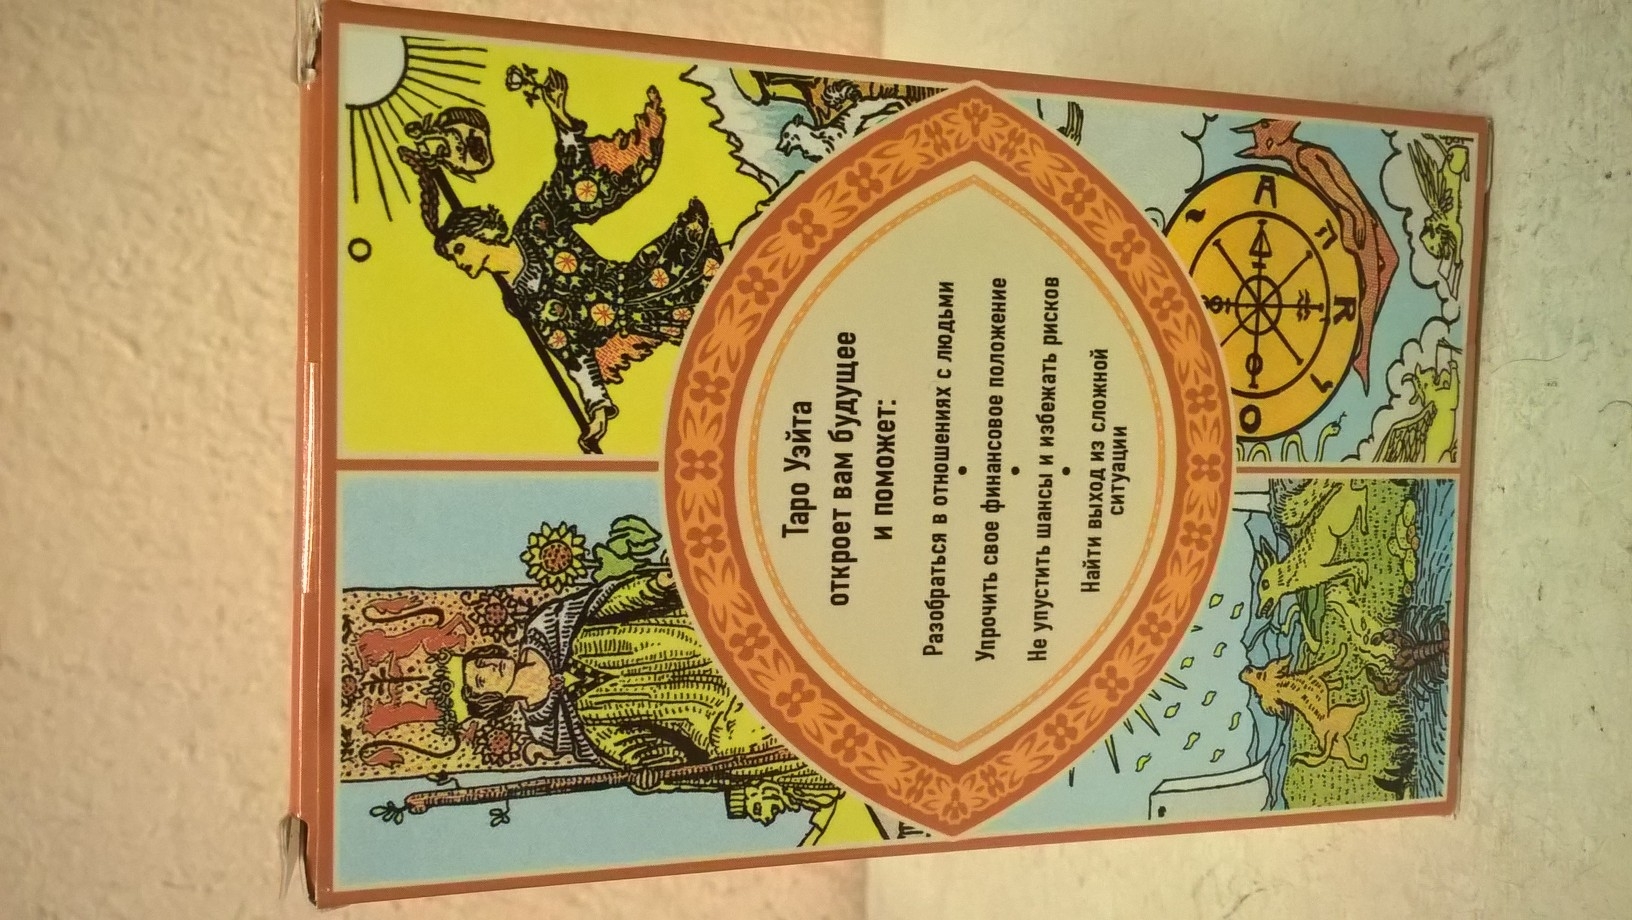 0
Таро Уэйта
откроет вам будущее
и поможет:
Разобраться в отношениях с людьми
•
Упрочить свое финансовое положение
•
Не упустить шансы и избежать рисков
•
Найти выход из сложной
ситуации